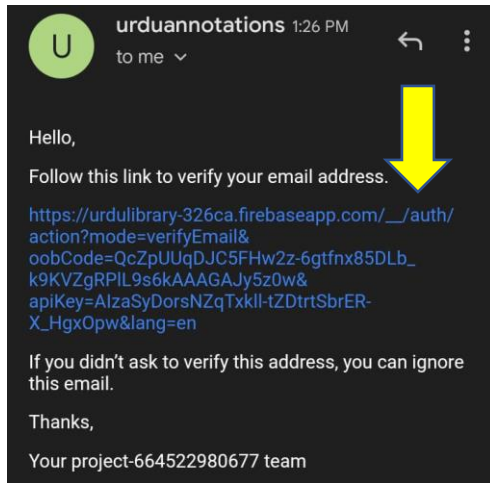 U
urduannotations 1:26 PM
to me
Hello,
Follow this link to verify your email address.
https://urdulibrary-326ca.firebaseapp.com/__/auth/
action?mode=verifyEmail&
oobCode=QcZpUUqDJC5FHw2z-6gtfnx85DLb_
k9KVZgRPlL9s6kAAAGAJy5z0w&
apiKey=AIzaSyDorsNZqTxkll-tZDtrtSbrER-
X_HgxOpw&lang=en
If you didn’t ask to verify this address, you can ignore
this email.
Thanks,
Your project-664522980677 team